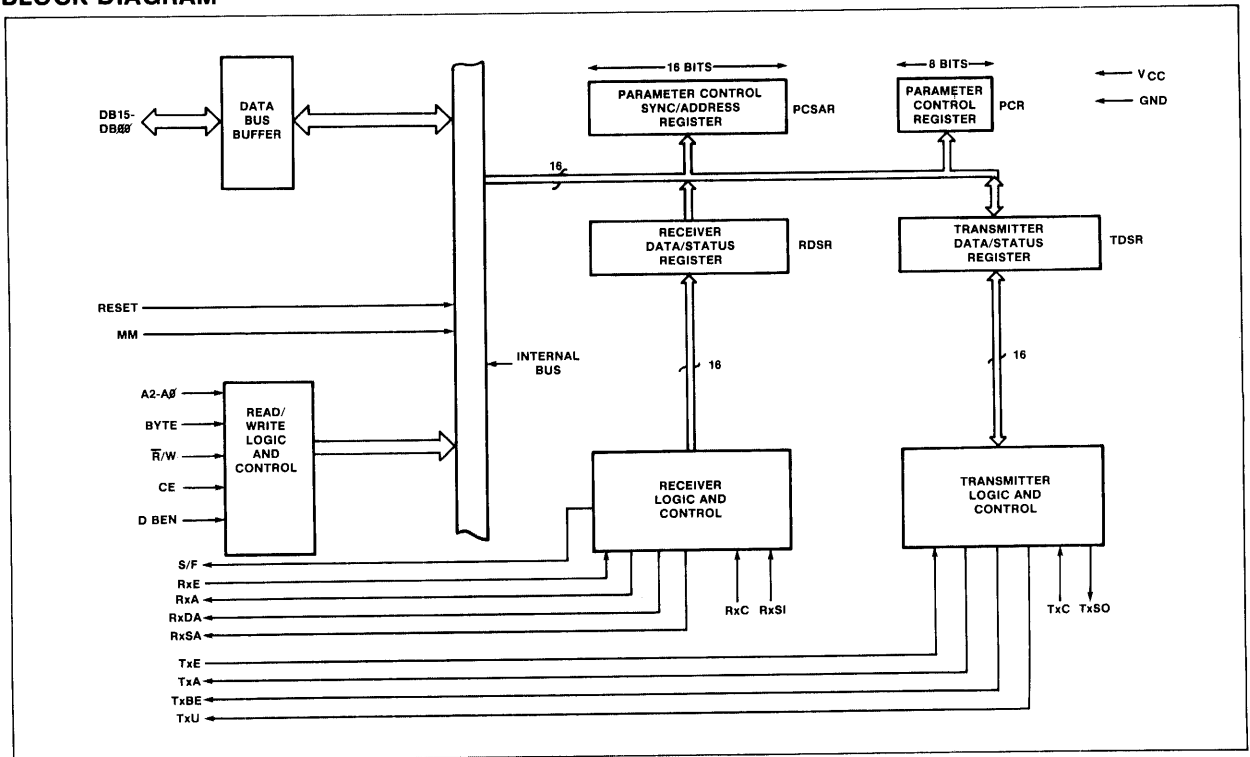 BLOCK DIAGRAM
16 BITS
8 BITS
VCC
GND
DB15-
DB0̸0̸
DATA
BUS
BUFFER
PARAMETER CONTROL
SYNC/ADDRESS
REGISTER
PCSAR
PARAMETER
CONTROL
REGISTER
PCR
16
RECEIVER
DATA/STATUS
REGISTER
RDSR
TRANSMITTER
DATA/STATUS
REGISTER
TDSR
RESET
MM
INTERNAL
BUS
16
16
A2-A0̸
BYTE
R̅/W
CE
D BEN
READ/
WRITE
LOGIC
AND
CONTROL
RECEIVER
LOGIC AND
CONTROL
TRANSMITTER
LOGIC AND
CONTROL
S/F
RxE
RxA
RxDA
RxSA
RxC RxSI
TxC TxSO
TxE
TxA
TxBE
TxU